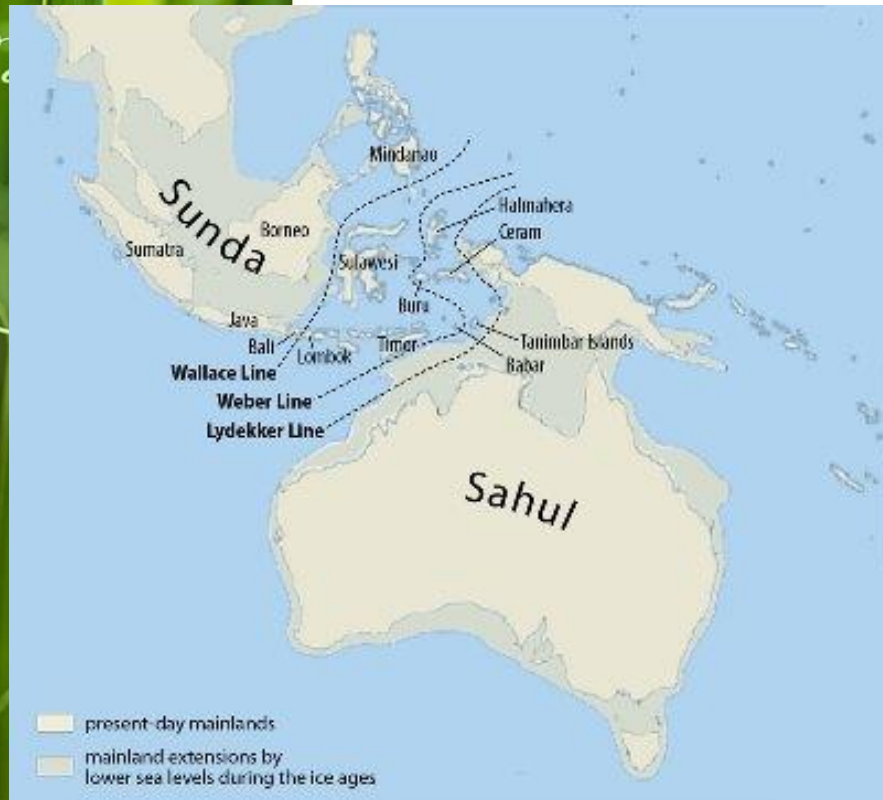 Mindanao
Sunda
Halmahera
Ceram
Borneo
Sumatra
Sulawesi
Buru
Java
Bali
Lombok
Timor
Tanimbar Islands
Babar
Wallace Line
Weber Line
Lydekker Line
Sahul
present-day mainlands
mainland extensions by
lower sea levels during the ice ages